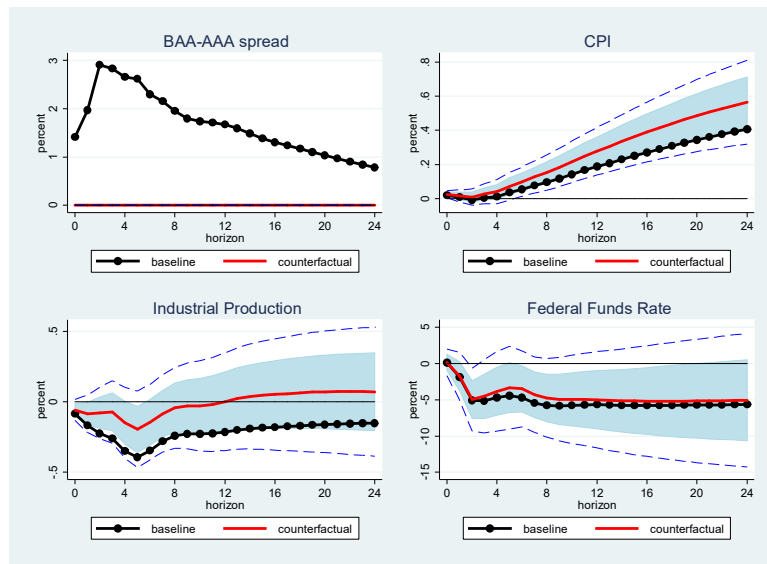 BAA-AAA spread
percent
3
2
1
0
0 4 8 12 16 20 24
horizon
baseline counterfactual
CPI
percent
.8
.6
.4
.2
0
0 4 8 12 16 20 24
horizon
baseline counterfactual
Industrial Production
percent
.5
0
-.5
0 4 8 12 16 20 24
horizon
baseline counterfactual
Federal Funds Rate
percent
5
0
-5
-10
-15
0 4 8 12 16 20 24
horizon
baseline counterfactual